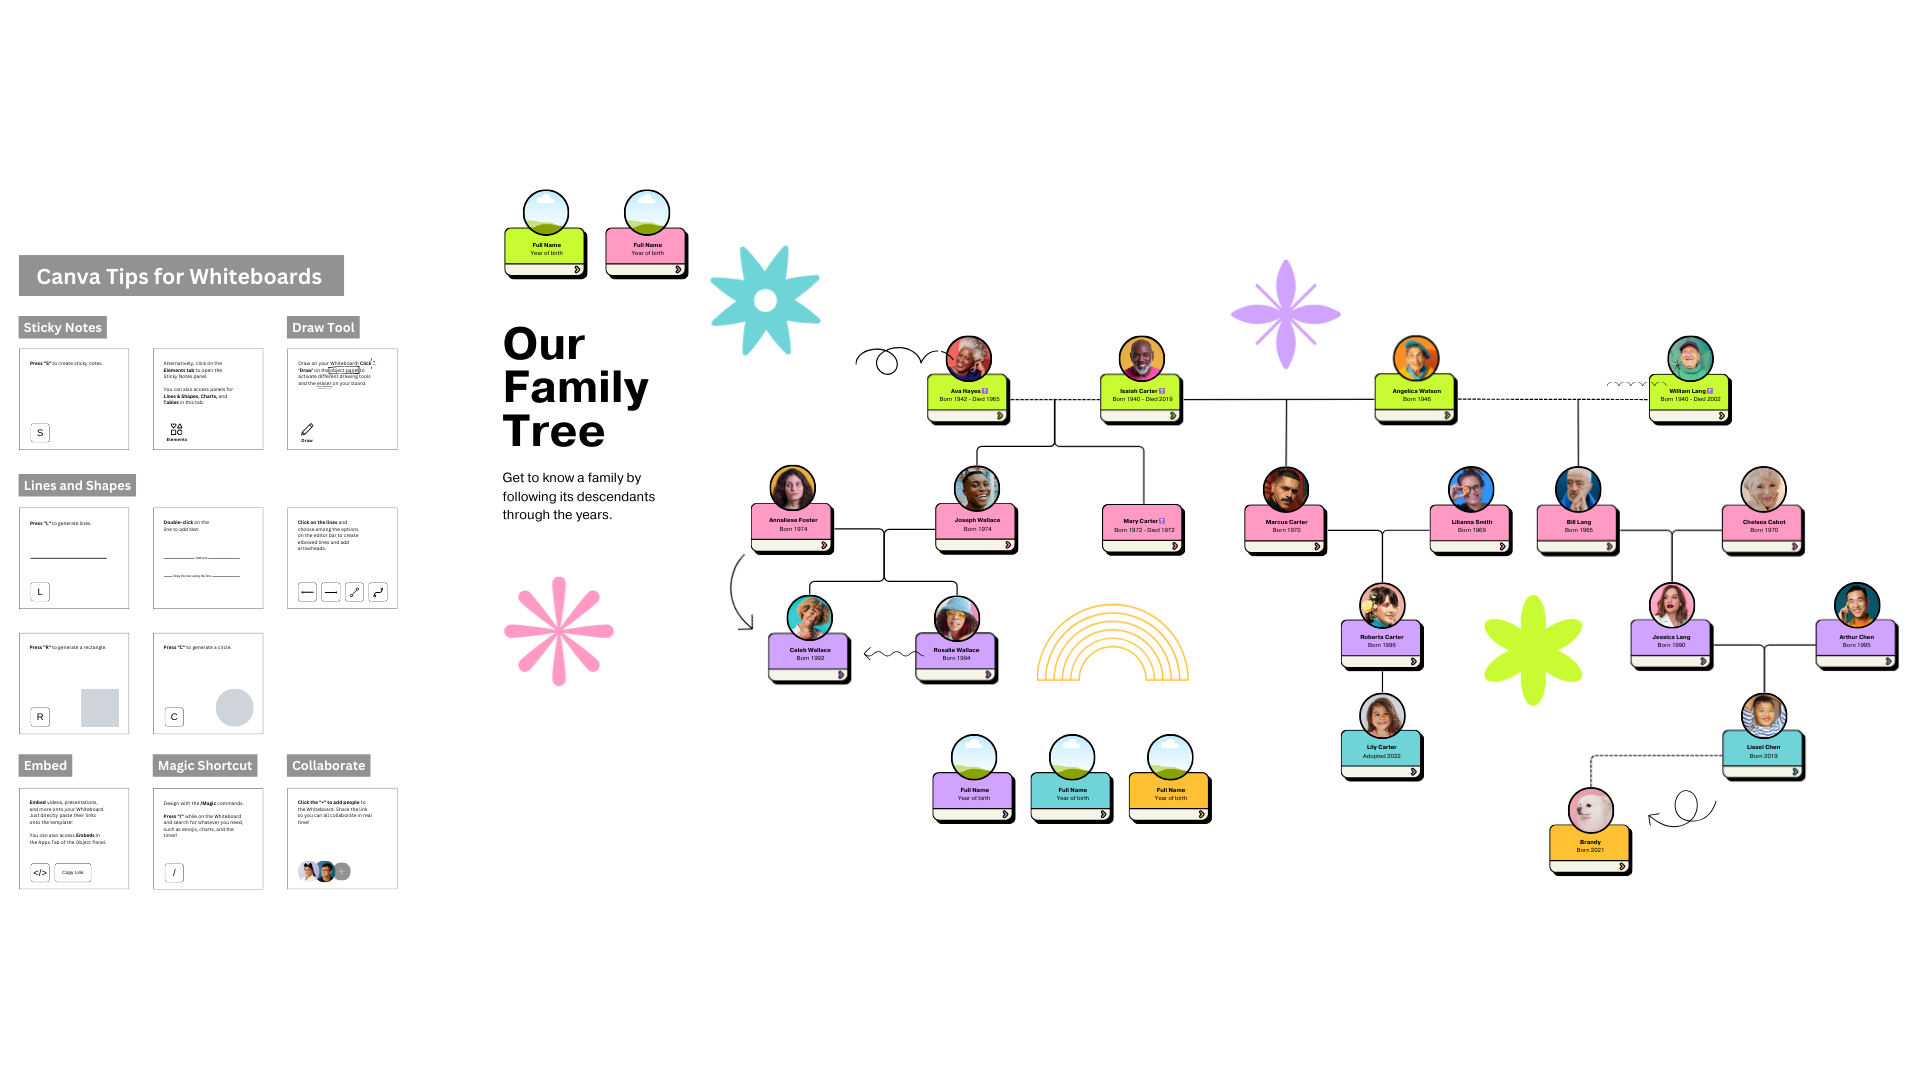 Canva Tips for Whiteboards
Sticky Notes
Press "S" to create sticky notes.
S
Alternatively, click on the
Elements tab to open the
Sticky Notes panel.
You can also access panels for
Lines & Shapes, Charts, and
Tables in this tab.
Elements
Draw Tool
Draw on your Whiteboard! Click
'Draw' on the object panel to
activate different drawing tools
and the eraser on your board.
Draw
Lines and Shapes
Press "L" to generate lines.
L
Double-click on the
line to add text.
Add text
Drag the text along the line
Click on the lines and
choose among the options
on the editor bar to create
elbowed lines and add
arrowheads.
Press "R" to generate a rectangle.
R
Press "C" to generate a circle.
C
Embed
Embed videos, presentations,
and more onto your Whiteboard.
Just directly paste their links
onto the template!
You can also access Embeds in
the Apps Tab of the Object Panel.
</>
Copy Link
Magic Shortcut
Design with the /Magic commands.
Press "/" while on the Whiteboard
and search for whatever you need,
such as emojis, charts, and the
timer!
/
Collaborate
Click the "+" to add people to
the Whiteboard. Share the link
so you can all collaborate in real
time!
+
Full Name
Year of birth
Full Name
Year of birth
Our
Family
Tree
Get to know a family by
following its descendants
through the years.
Ava Hayes
Born 1942 - Died 1965
Isaiah Carter
Born 1940 - Died 2019
Angelica Watson
Born 1946
William Lang
Born 1940 - Died 2002
Annaliese Foster
Born 1974
Joseph Wallace
Born 1974
Mary Carter
Born 1972 - Died 1972
Marcus Carter
Born 1970
Lilianna Smith
Born 1969
Bill Lang
Born 1965
Chelsea Cabot
Born 1970
Caleb Wallace
Born 1992
Rosalie Wallace
Born 1994
Roberta Carter
Born 1996
Jessica Lang
Born 1990
Arthur Chen
Born 1995
Lily Carter
Adopted 2022
Liezel Chen
Born 2019
Full Name
Year of birth
Full Name
Year of birth
Full Name
Year of birth
Brandy
Born 2021